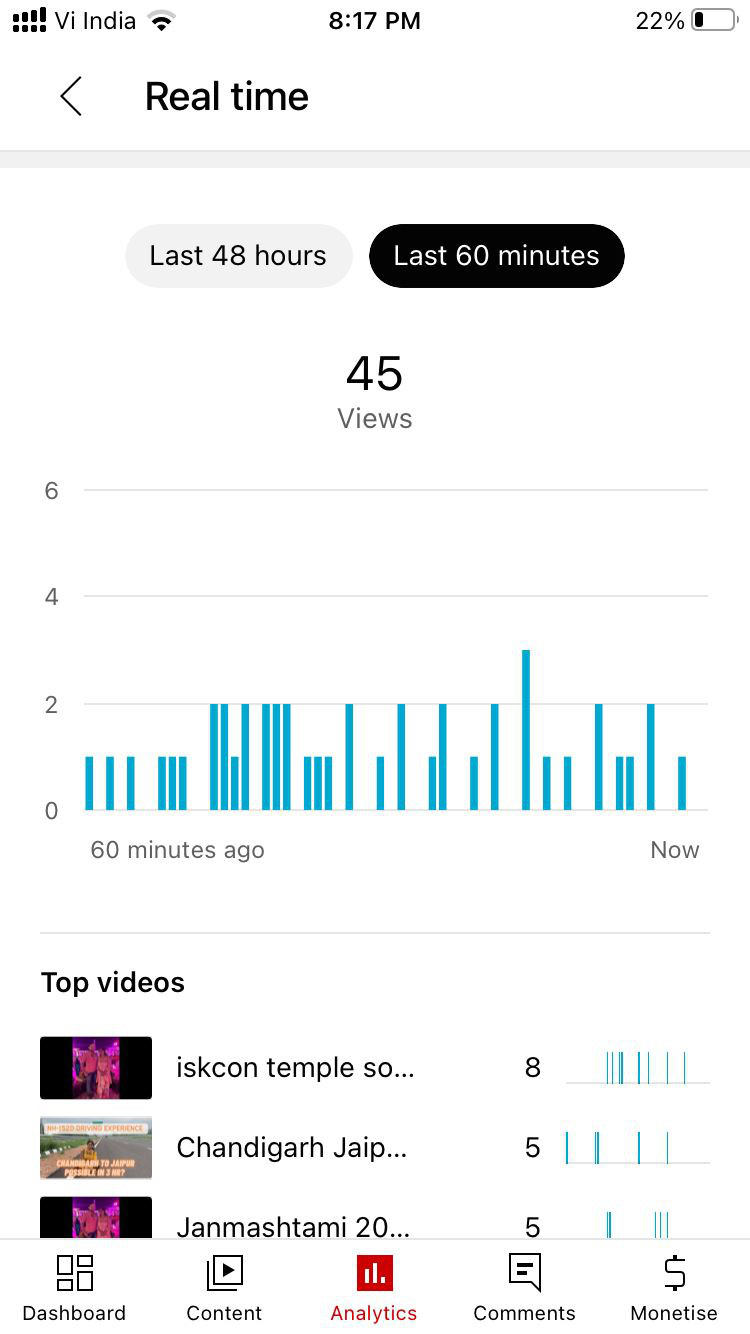 Vi India 8:17 PM 22%
Real time
Last 48 hours Last 60 minutes
45
Views
6
4
2
0
60 minutes ago Now
Top videos
iskcon temple so... 8
NH-152D DRIVING EXPERIENCE
CHANDIGARH TO JAIPUR
POSSIBLE IN 3 HR?
Chandigarh Jaip... 5
Janmashtami 20... 5
Dashboard Content Analytics Comments Monetise